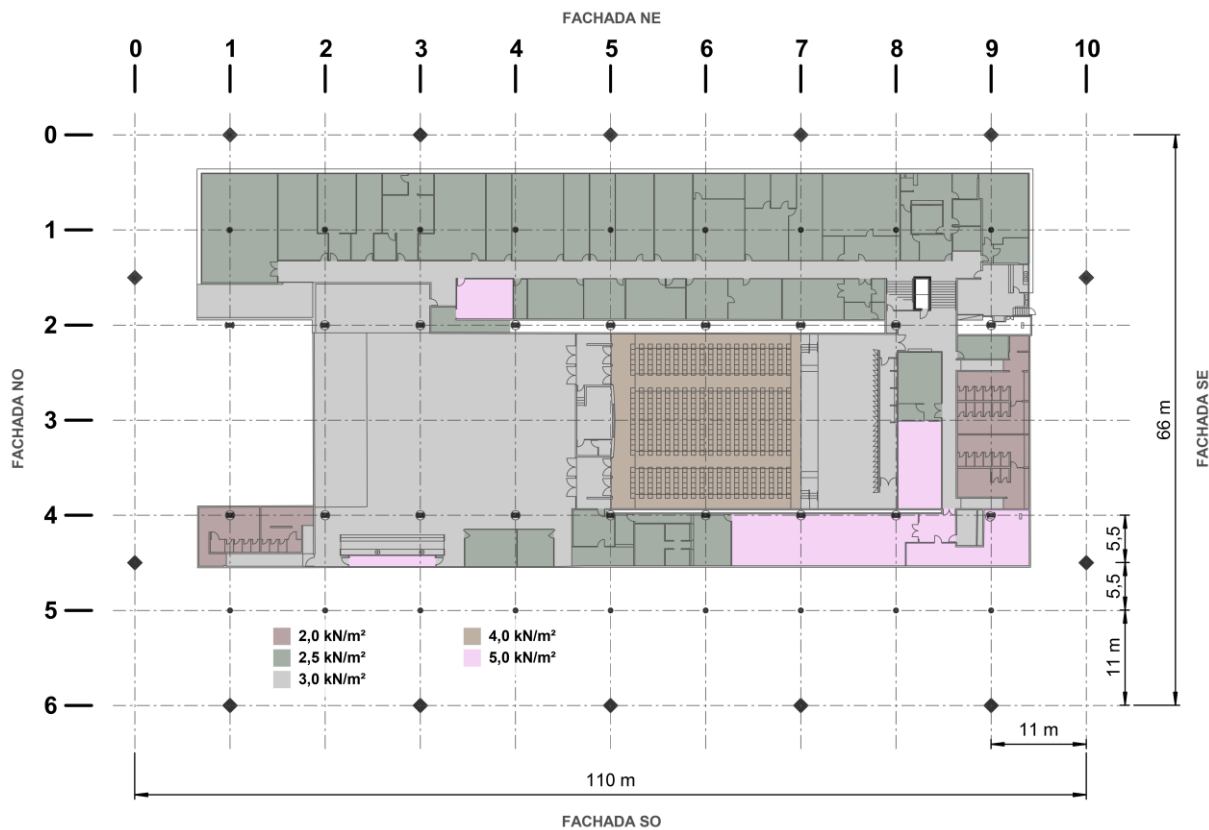 FACHADA NE
0 1 2 3 4 5 6 7 8 9 10
0
1
2
3
4
5
6
FACHADA NO
FACHADA SE
66 m
5,5
5,5
11 m
2,0 kN/m²
2,5 kN/m²
3,0 kN/m²
4,0 kN/m²
5,0 kN/m²
11 m
110 m
FACHADA SO